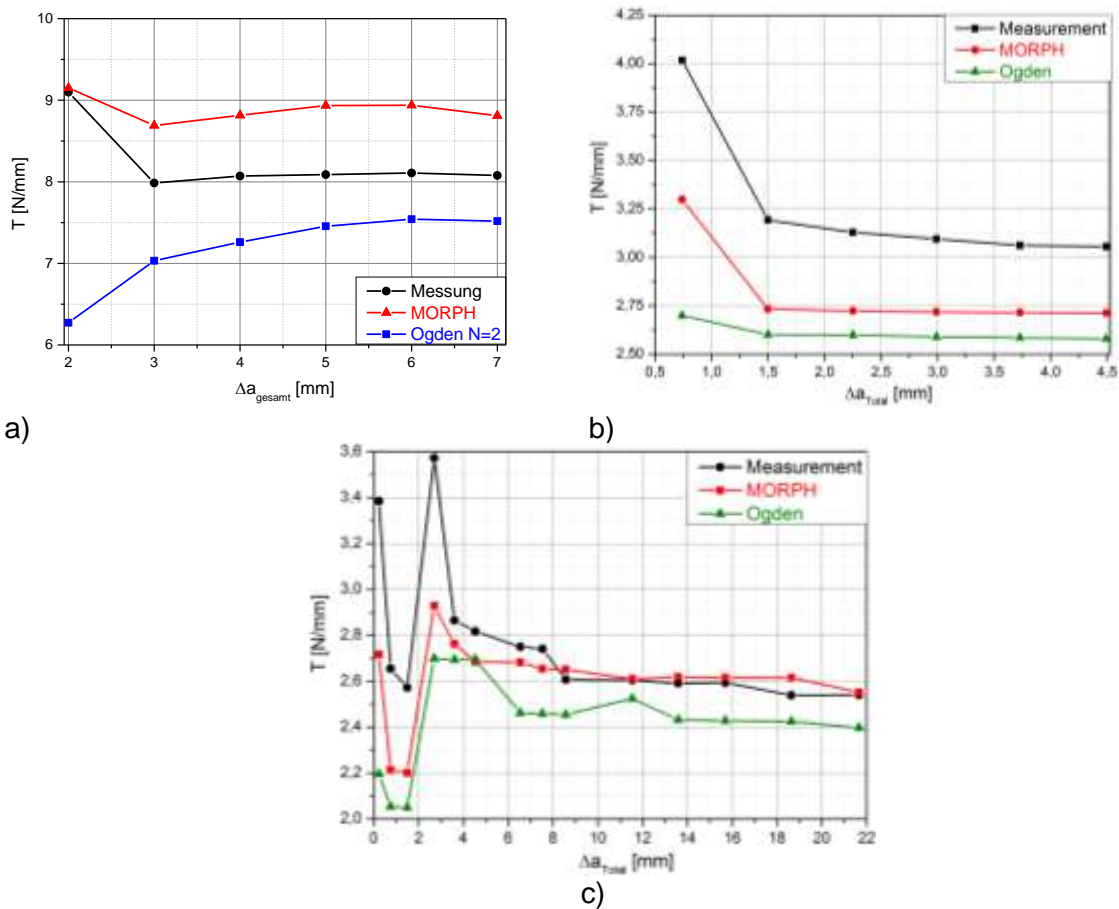 10
9
8
7
6
T [N/mm]
2 3 4 5 6 7
Δa gesamt [mm]
Messung
MORPH
Ogden N=2
a)
4,25
4,00
3,75
3,50
3,25
3,00
2,75
2,50
T [N/mm]
0,5 1,0 1,5 2,0 2,5 3,0 3,5 4,0 4,5
Δa Total [mm]
Measurement
MORPH
Ogden
b)
3,6
3,4
3,2
3,0
2,8
2,6
2,4
2,2
2,0
T [N/mm]
0 2 4 6 8 10 12 14 16 18 20 22
Δa Total [mm]
Measurement
MORPH
Ogden
c)